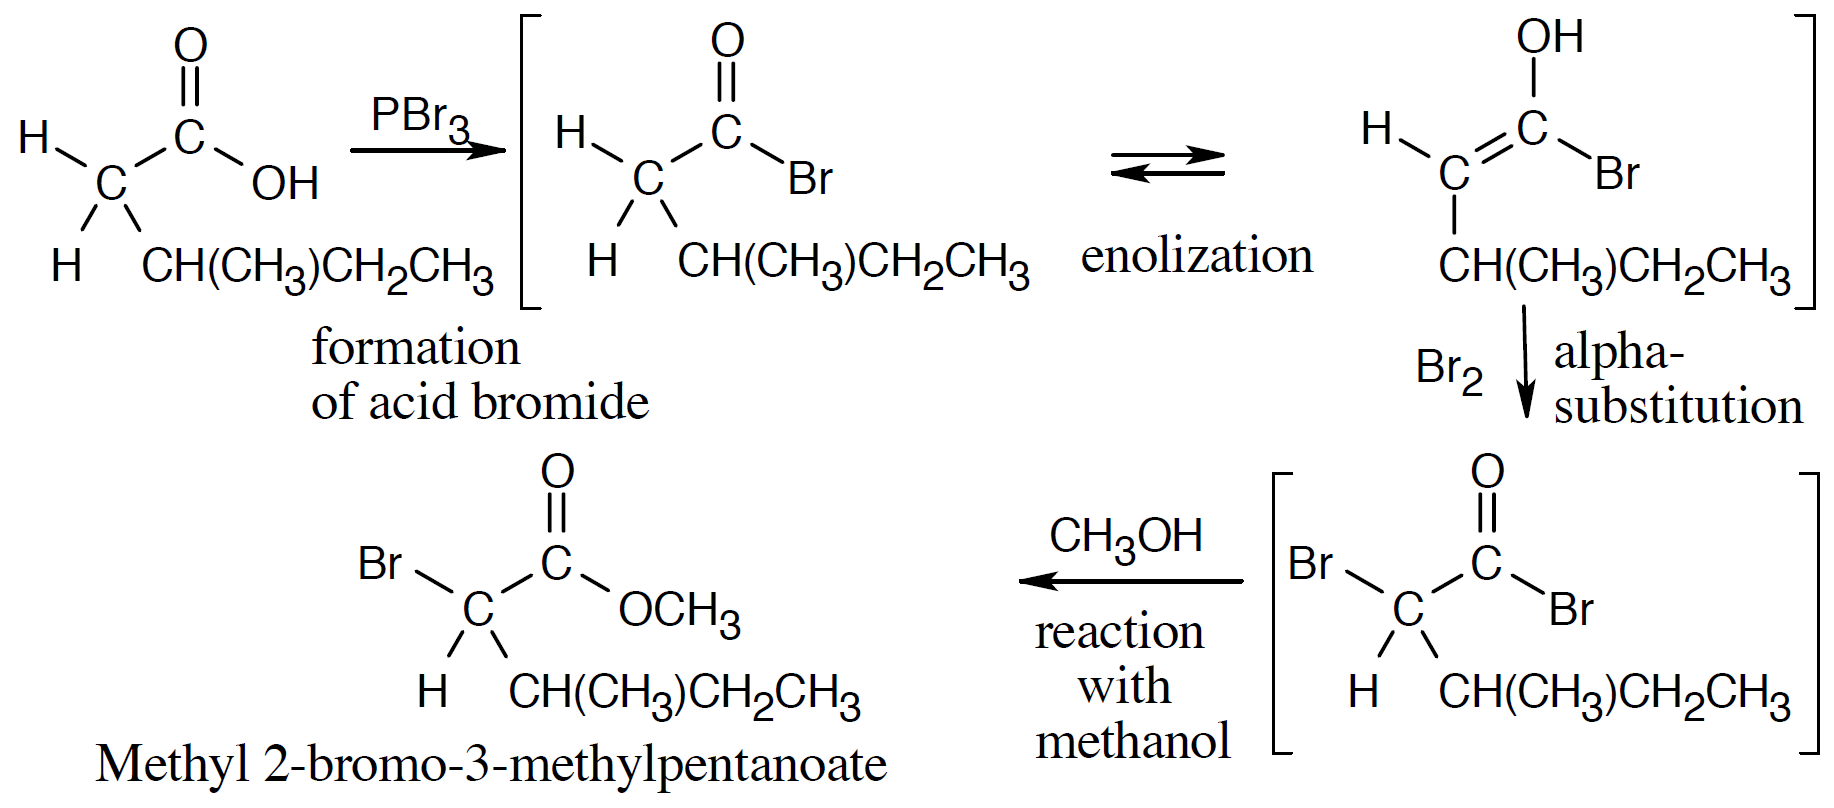 O
H
C
OH
C
H
CH(CH3)CH2CH3
PBr3
formation
of acid bromide
O
H
C
Br
C
H
CH(CH3)CH2CH3
enolization
OH
H
C
Br
C
CH(CH3)CH2CH3
Br2
alpha-
substitution
O
Br
C
Br
C
H
CH(CH3)CH2CH3
CH3OH
reaction
with
methanol
O
Br
C
OCH3
C
H
CH(CH3)CH2CH3
Methyl 2-bromo-3-methylpentanoate